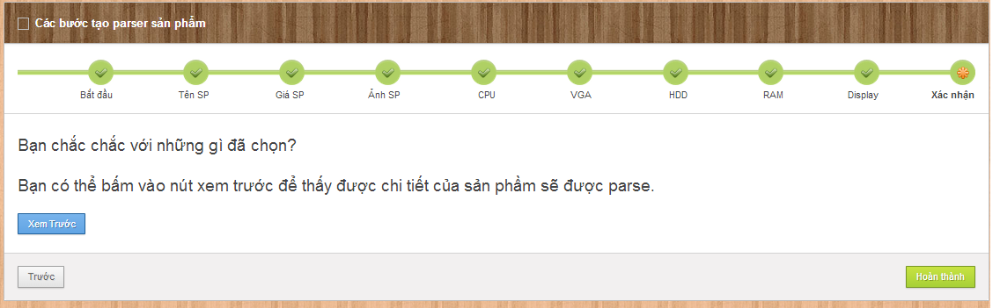 Các bước tạo parser sản phẩm
Bắt đầu Tên SP Giá SP Ảnh SP CPU VGA HDD RAM Display Xác nhận
Bạn chắc chắc với những gì đã chọn?
Bạn có thể bấm vào nút xem trước để thấy được chi tiết của sản phẩm sẽ được parse.
Xem Trước
Trước Hoàn thành